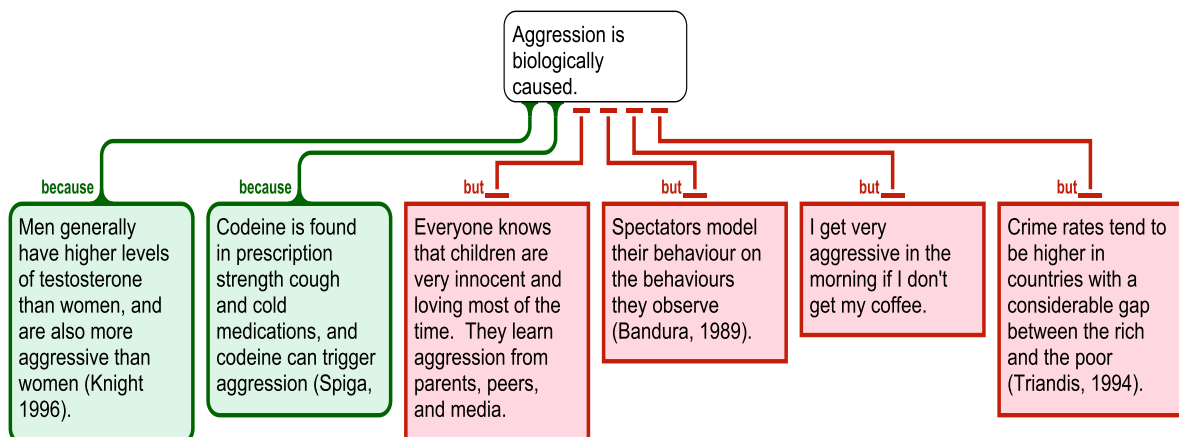 Aggression is
biologically
caused.
because
Men generally
have higher levels
of testosterone
than women, and
are also more
aggressive than
women (Knight
1996).
because
Codeine is found
in prescription
strength cough
and cold
medications, and
codeine can trigger
aggression (Spiga,
but
Everyone knows
that children are
very innocent and
loving most of the
time.  They learn
aggression from
parents, peers,
and media.
but
Spectators model
their behaviour on
the behaviours
they observe
(Bandura, 1989).
but
I get very
aggressive in the
morning if I don't
get my coffee.
but
Crime rates tend to
be higher in
countries with a
considerable gap
between the rich
and the poor
(Triandis, 1994).